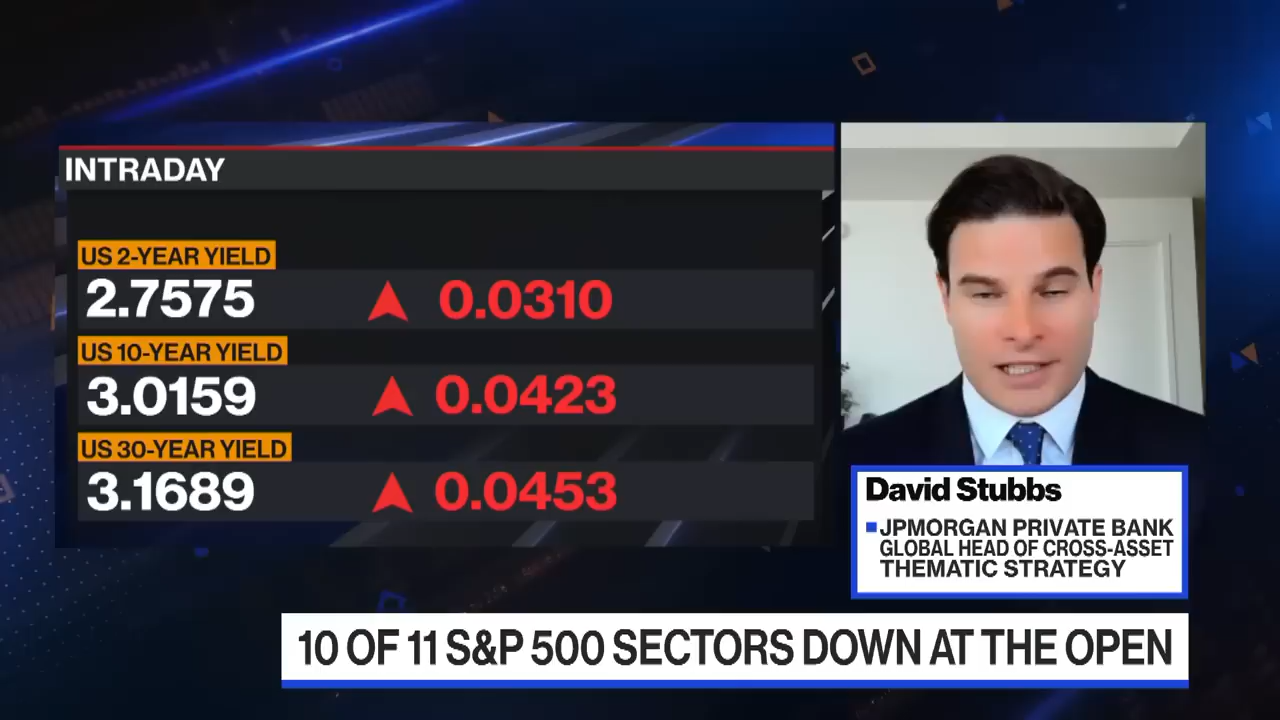 INTRADAY
US 2-YEAR YIELD
2.7575 ▲ 0.0310
US 10-YEAR YIELD
3.0159 ▲ 0.0423
US 30-YEAR YIELD
3.1689 ▲ 0.0453
David Stubbs
JPMORGAN PRIVATE BANK
GLOBAL HEAD OF CROSS-ASSET
THEMATIC STRATEGY
10 OF 11 S&P 500 SECTORS DOWN AT THE OPEN